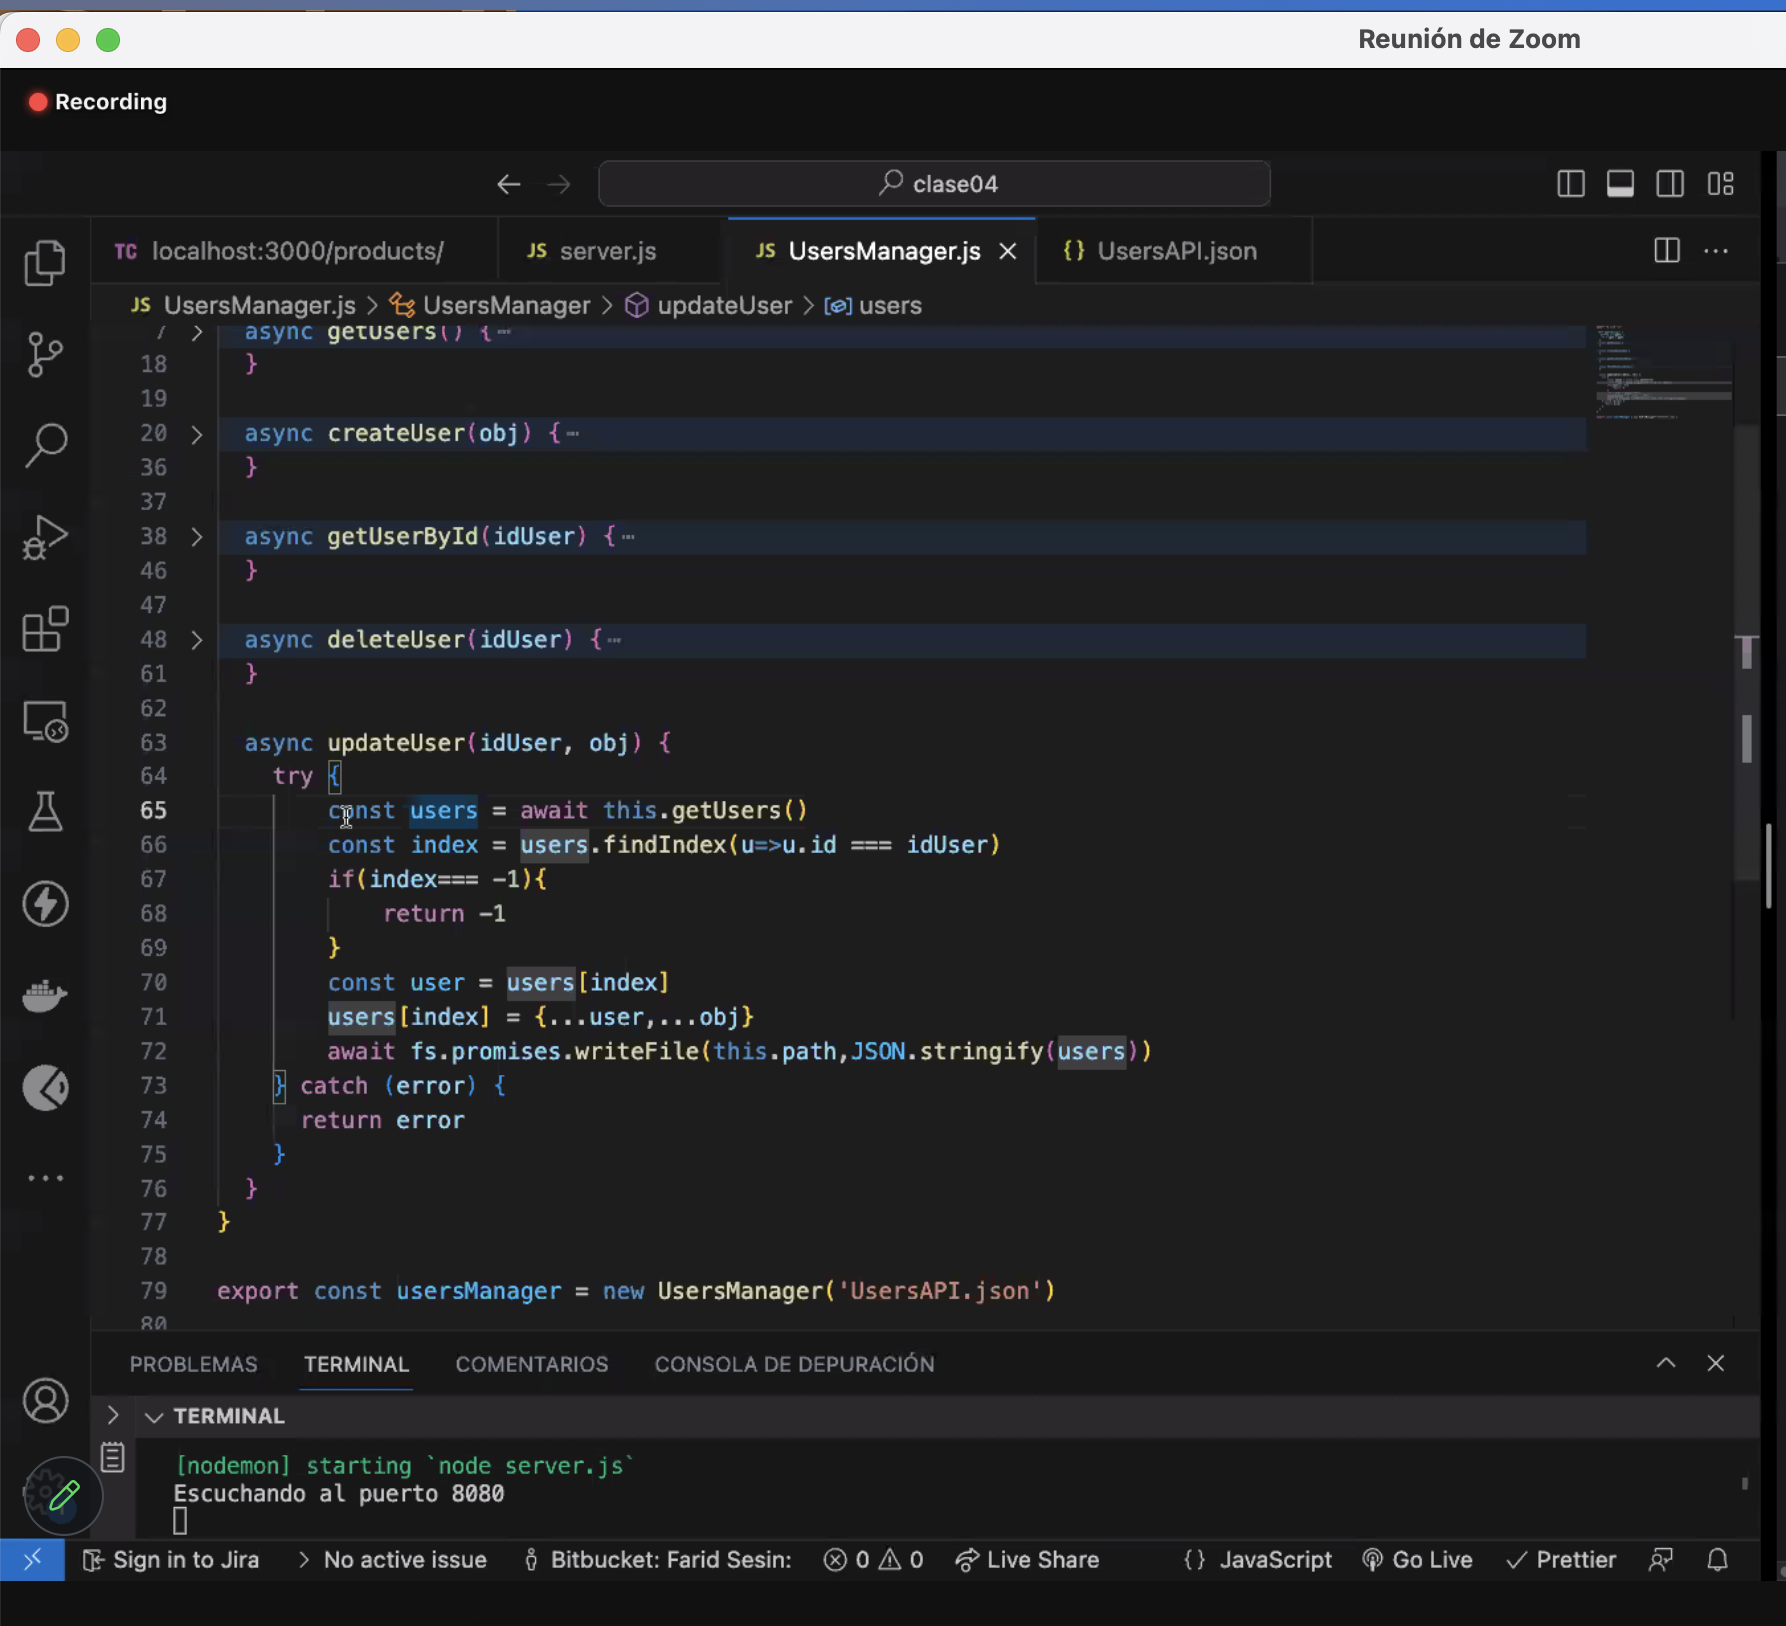 Reunión de Zoom
Recording
clase04
TC localhost:3000/products/
JS server.js
JS UsersManager.js
{} UsersAPI.json
JS UsersManager.js > UsersManager > updateUser > users
7 async getUsers() {
18 }
19
20 async createUser(obj) {
36 }
37
38 async getUserById(idUser) {
46 }
47
48 async deleteUser(idUser) {
61 }
62
63 async updateUser(idUser, obj) {
64 try {
65 const users = await this.getUsers()
66 const index = users.findIndex(u=>u.id === idUser)
67 if(index=== -1){
68 return -1
69 }
70 const user = users[index]
71 users[index] = {...user,...obj}
72 await fs.promises.writeFile(this.path,JSON.stringify(users))
73 } catch (error) {
74 return error
75 }
76 }
77 }
78
79 export const usersManager = new UsersManager('UsersAPI.json')
80
PROBLEMAS TERMINAL COMENTARIOS CONSOLA DE DEPURACIÓN
TERMINAL
[nodemon] starting `node server.js`
Escuchando al puerto 8080
Sign in to Jira > No active issue Bitbucket: Farid Sesin: 0 0 Live Share {} JavaScript Go Live Prettier